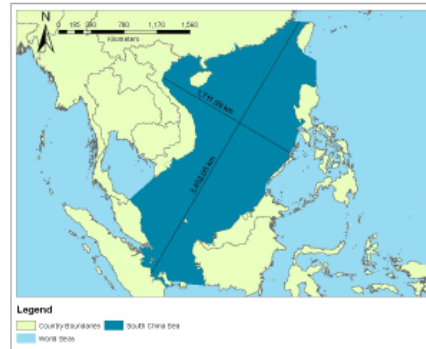 N
0 195 390 780 1,170 1,560
Kilometers
Legend
Country Boundaries South China Sea
World Seas